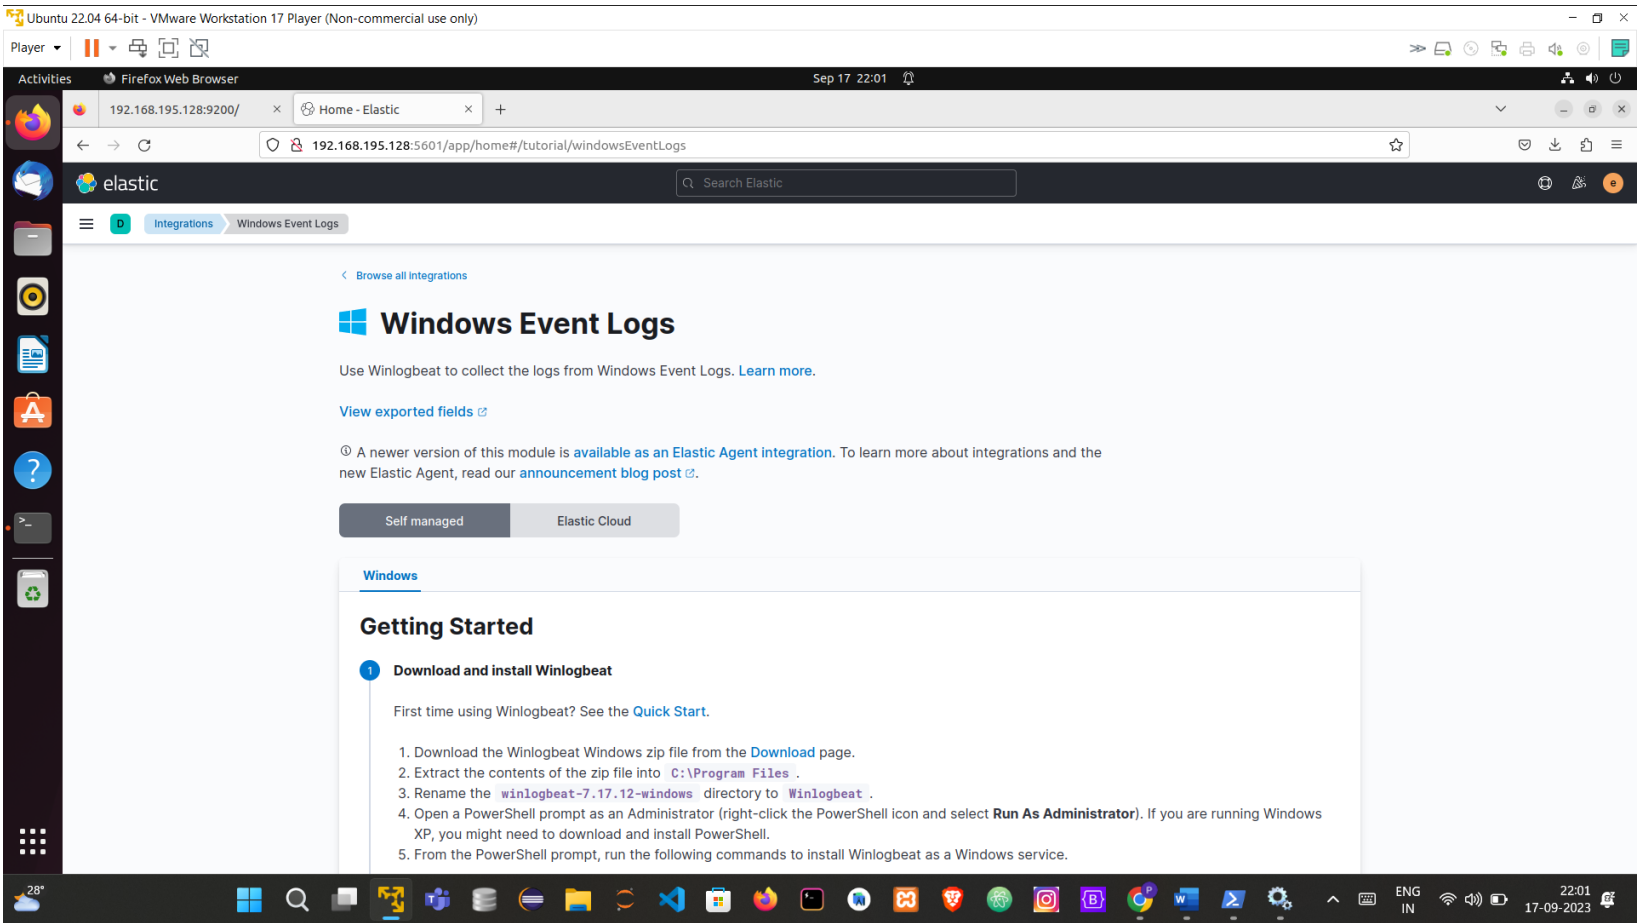 Ubuntu 22.04 64-bit - VMware Workstation 17 Player (Non-commercial use only)
Player
Activities
Firefox Web Browser
Sep 17 22:01
192.168.195.128:9200/
Home - Elastic
192.168.195.128:5601/app/home#/tutorial/windowsEventLogs
elastic
Search Elastic
e
D
Integrations
Windows Event Logs
Browse all integrations
Windows Event Logs
Use Winlogbeat to collect the logs from Windows Event Logs. Learn more.
View exported fields
A newer version of this module is available as an Elastic Agent integration. To learn more about integrations and the
new Elastic Agent, read our announcement blog post.
Self managed
Elastic Cloud
Windows
Getting Started
1 Download and install Winlogbeat
First time using Winlogbeat? See the Quick Start.
1. Download the Winlogbeat Windows zip file from the Download page.
2. Extract the contents of the zip file into C:\Program Files.
3. Rename the winlogbeat-7.17.12-windows directory to Winlogbeat.
4. Open a PowerShell prompt as an Administrator (right-click the PowerShell icon and select Run As Administrator). If you are running Windows
XP, you might need to download and install PowerShell.
5. From the PowerShell prompt, run the following commands to install Winlogbeat as a Windows service.
28°
ENG
IN
22:01
17-09-2023